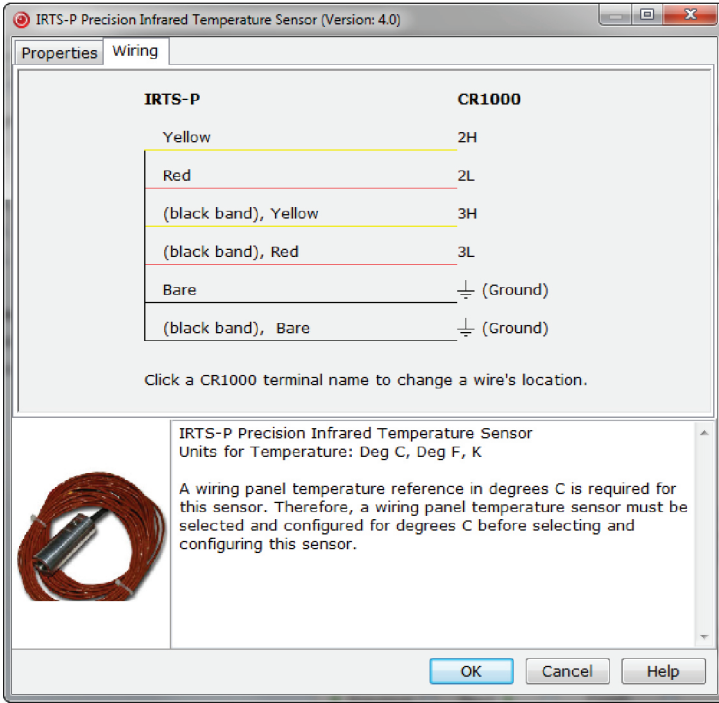 IRTS-P Precision Infrared Temperature Sensor (Version: 4.0)
Properties Wiring
IRTS-P CR1000
Yellow 2H
Red 2L
(black band), Yellow 3H
(black band), Red 3L
Bare (Ground)
(black band), Bare (Ground)
Click a CR1000 terminal name to change a wire's location.
IRTS-P Precision Infrared Temperature Sensor
Units for Temperature: Deg C, Deg F, K
A wiring panel temperature reference in degrees C is required for
this sensor. Therefore, a wiring panel temperature sensor must be
selected and configured for degrees C before selecting and
configuring this sensor.
OK Cancel Help